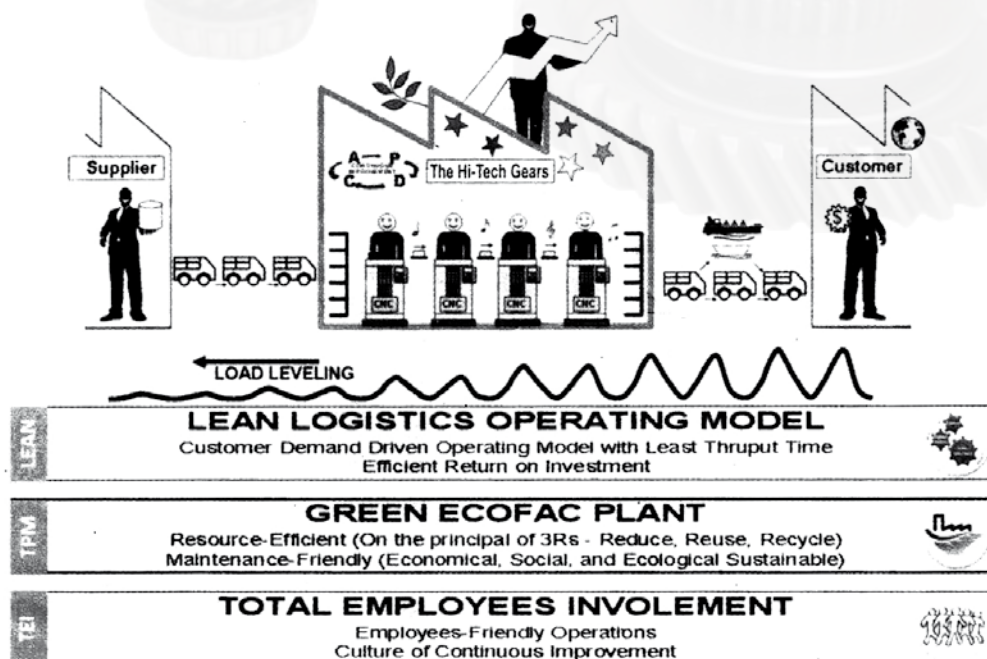 Supplier
A P
C D
The Hi-Tech Gears
Customer
$
CNC CNC CNC CNC
LOAD LEVELING
LEAN
LEAN LOGISTICS OPERATING MODEL
Customer Demand Driven Operating Model with Least Thruput Time
Efficient Return on Investment
TPM
GREEN ECOFAC PLANT
Resource-Efficient (On the principal of 3Rs - Reduce, Reuse, Recycle)
Maintenance-Friendly (Economical, Social, and Ecological Sustainable)
TEI
TOTAL EMPLOYEES INVOLEMENT
Employees-Friendly Operations
Culture of Continuous Improvement